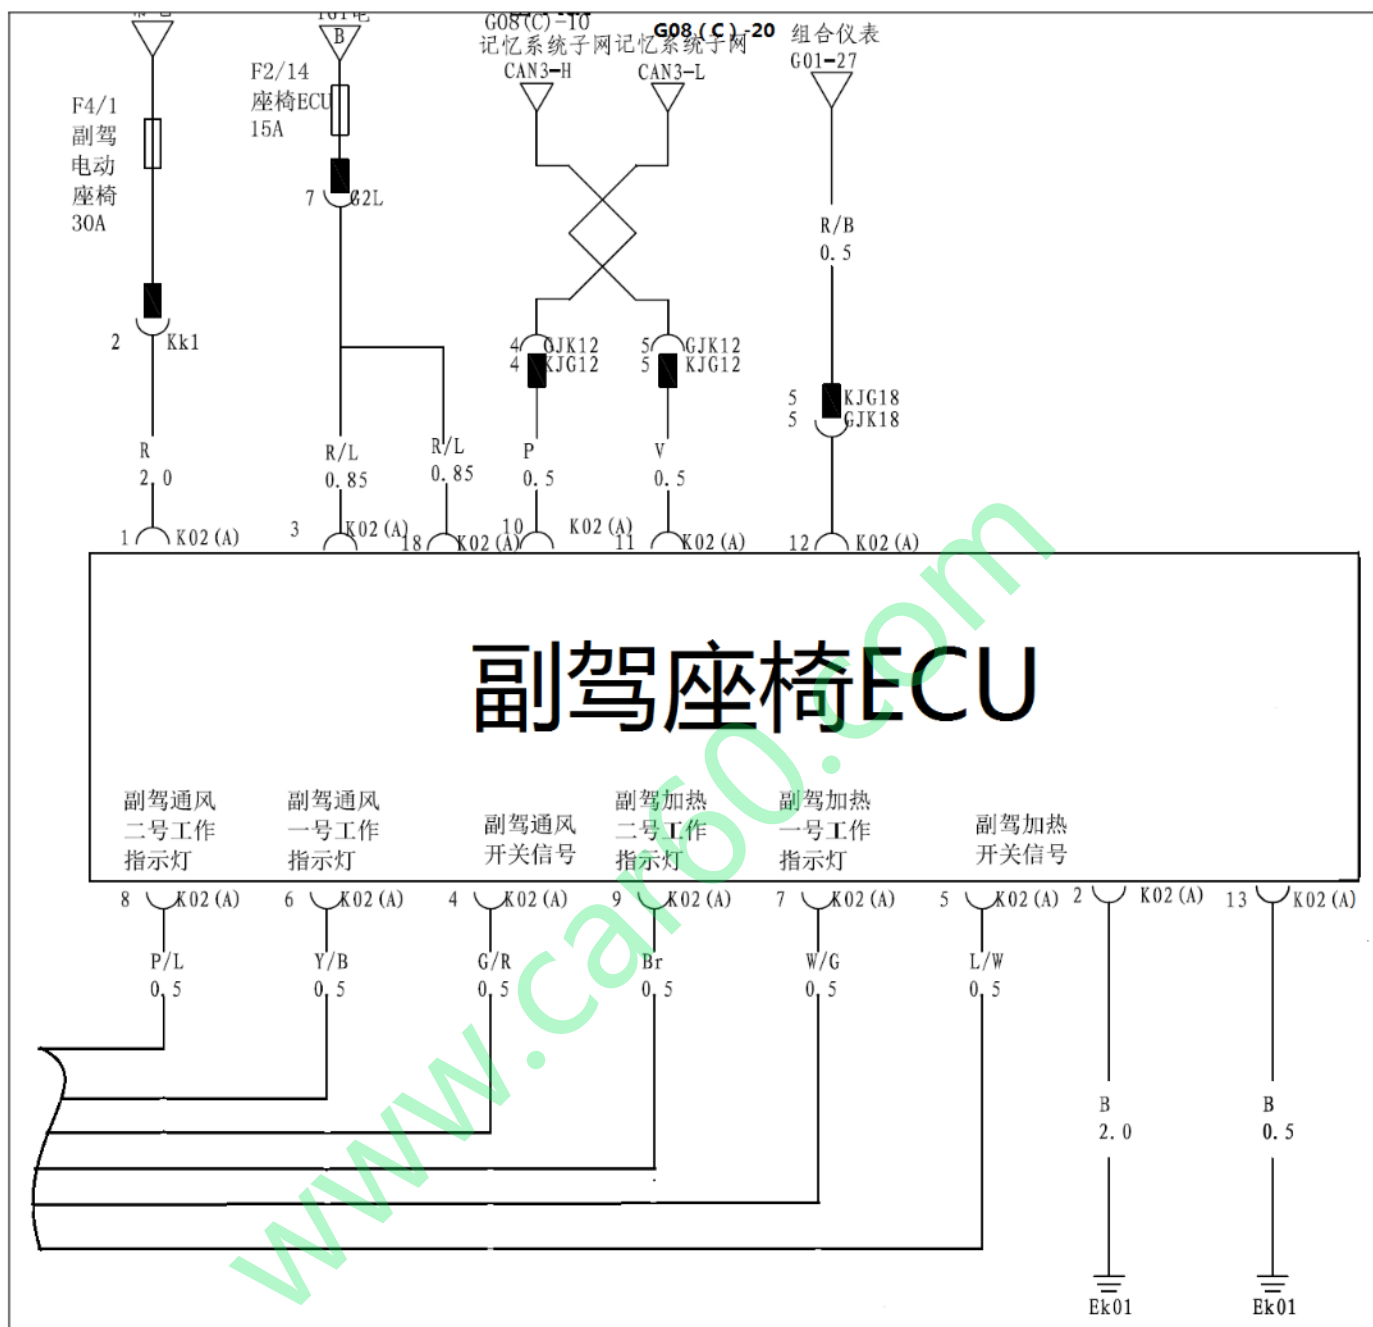 G08(C)-10
G08(C)-20
记忆系统子网
记忆系统子网
组合仪表
G01-27
CAN3-H
CAN3-L
B
F2/14
座椅ECU
15A
F4/1
副驾
电动
座椅
30A
7
G2L
R/B
0.5
2
Kk1
4
GJK12
4
KJG12
5
GJK12
5
KJG12
5
KJG18
5
GJK18
R
2.0
R/L
0.85
R/L
0.85
P
0.5
V
0.5
1
K02(A)
3
K02(A)
18
K02(A)
10
K02(A)
11
K02(A)
12
K02(A)
副驾座椅ECU
副驾通风
二号工作
指示灯
副驾通风
一号工作
指示灯
副驾通风
开关信号
副驾加热
二号工作
指示灯
副驾加热
一号工作
指示灯
副驾加热
开关信号
8
K02(A)
6
K02(A)
4
K02(A)
9
K02(A)
7
K02(A)
5
K02(A)
2
K02(A)
13
K02(A)
P/L
0.5
Y/B
0.5
G/R
0.5
Br
0.5
W/G
0.5
L/W
0.5
B
2.0
B
0.5
Ek01
Ek01
www.car60.com